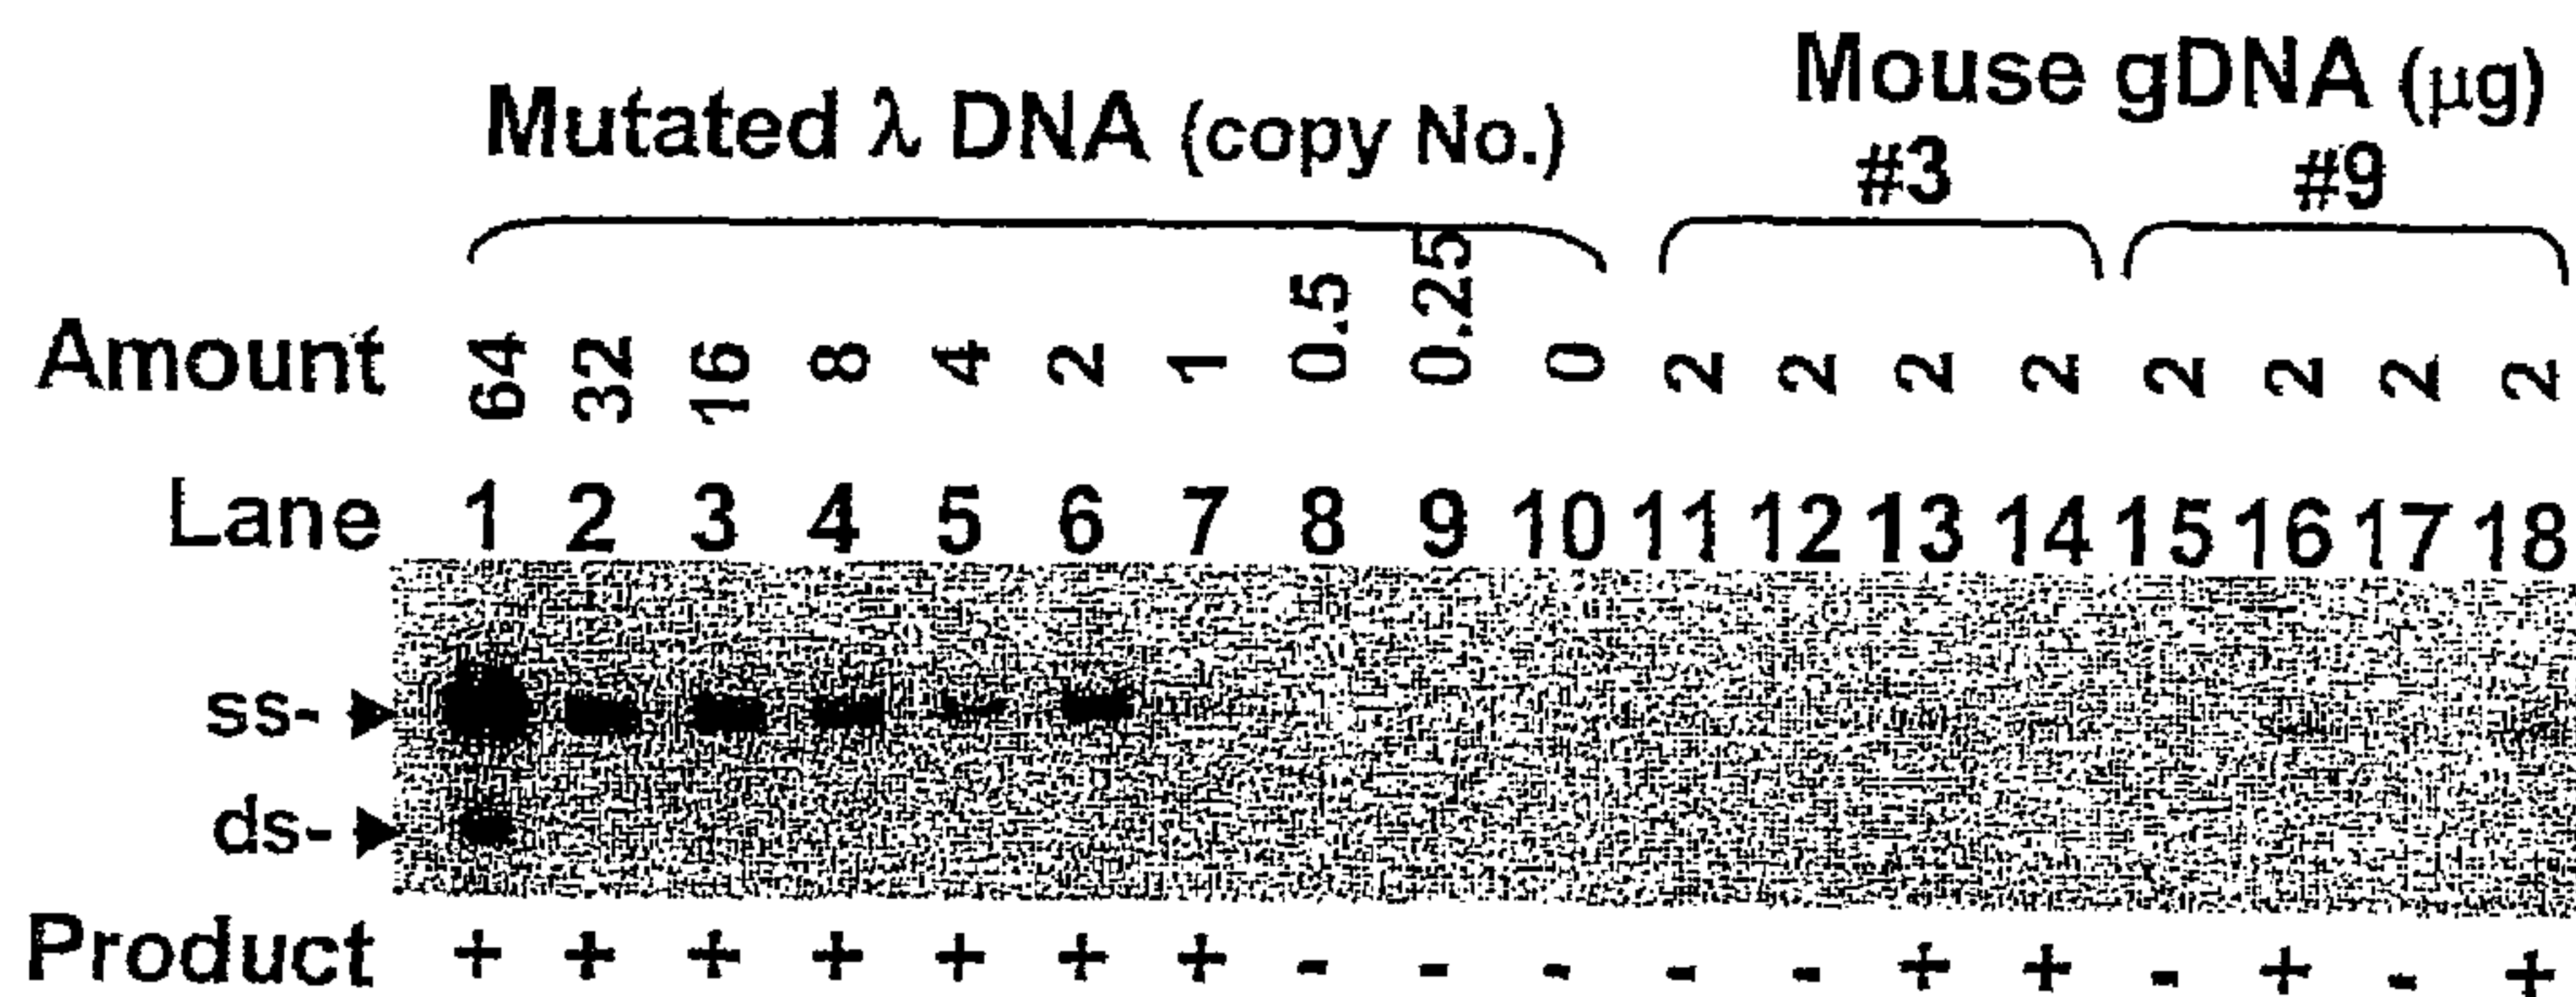 Mouse gDNA (µg)
Mutated λ DNA (copy No.)
#3 #9
Amount 64 32 16 8 4 2 1 0.5 0.25 0 2 2 2 2 2 2 2 2
Lane 1 2 3 4 5 6 7 8 9 10 11 12 13 14 15 16 17 18
ss-
ds-
Product + + + + + + + - - - - - + + - + - +